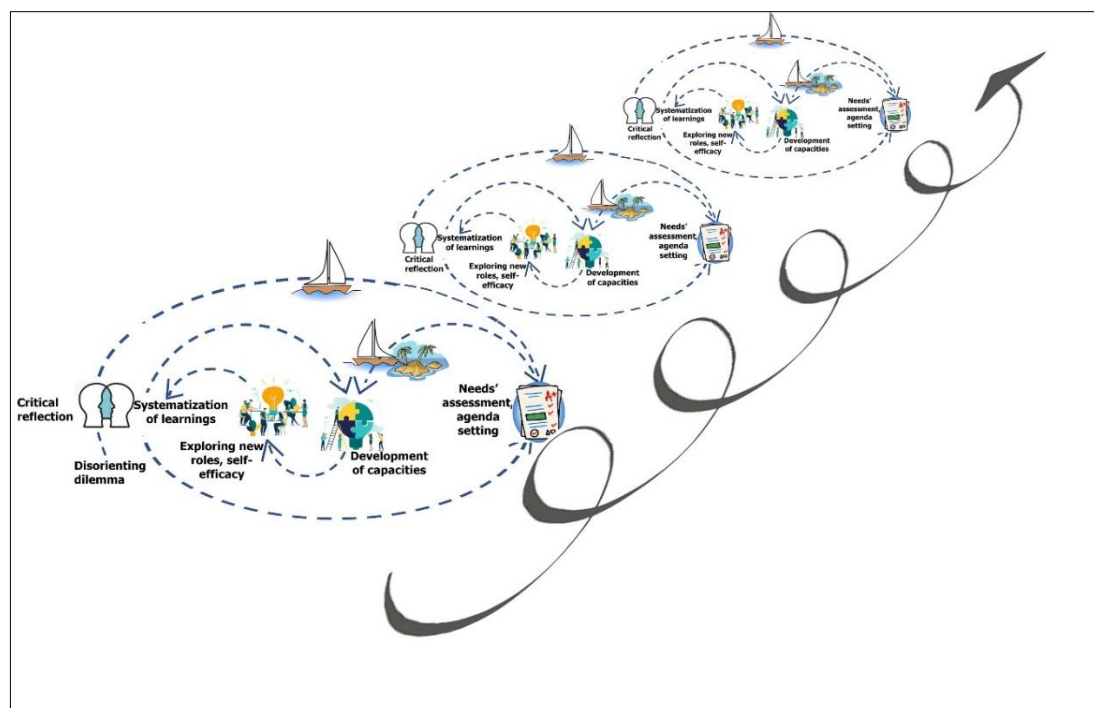 Systematization
of learnings
Critical
reflection
Exploring new
roles, self-
efficacy
Development
of capacities
Needs'
assessment,
agenda
setting
Systematization
of learnings
Critical
reflection
Exploring new
roles, self-
efficacy
Development
of capacities
Needs'
assessment
agenda
setting
Critical
reflection
Systematization
of learnings
Disorienting
dilemma
Exploring new
roles, self-
efficacy
Development
of capacities
Needs'
assessment
agenda
setting
A+